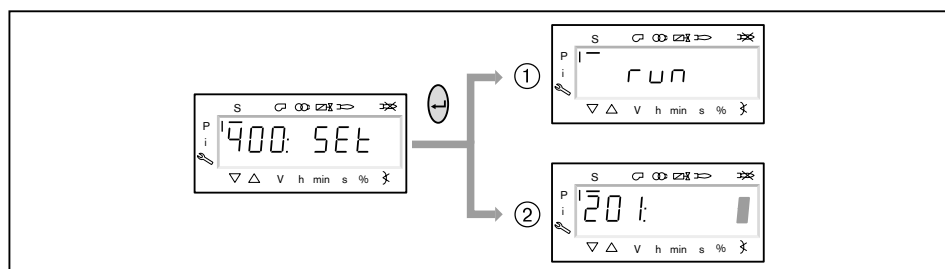 S
P
i
400: SEt
V h min s %
①
S
P
i
run
V h min s %
②
S
P
i
201:
V h min s %